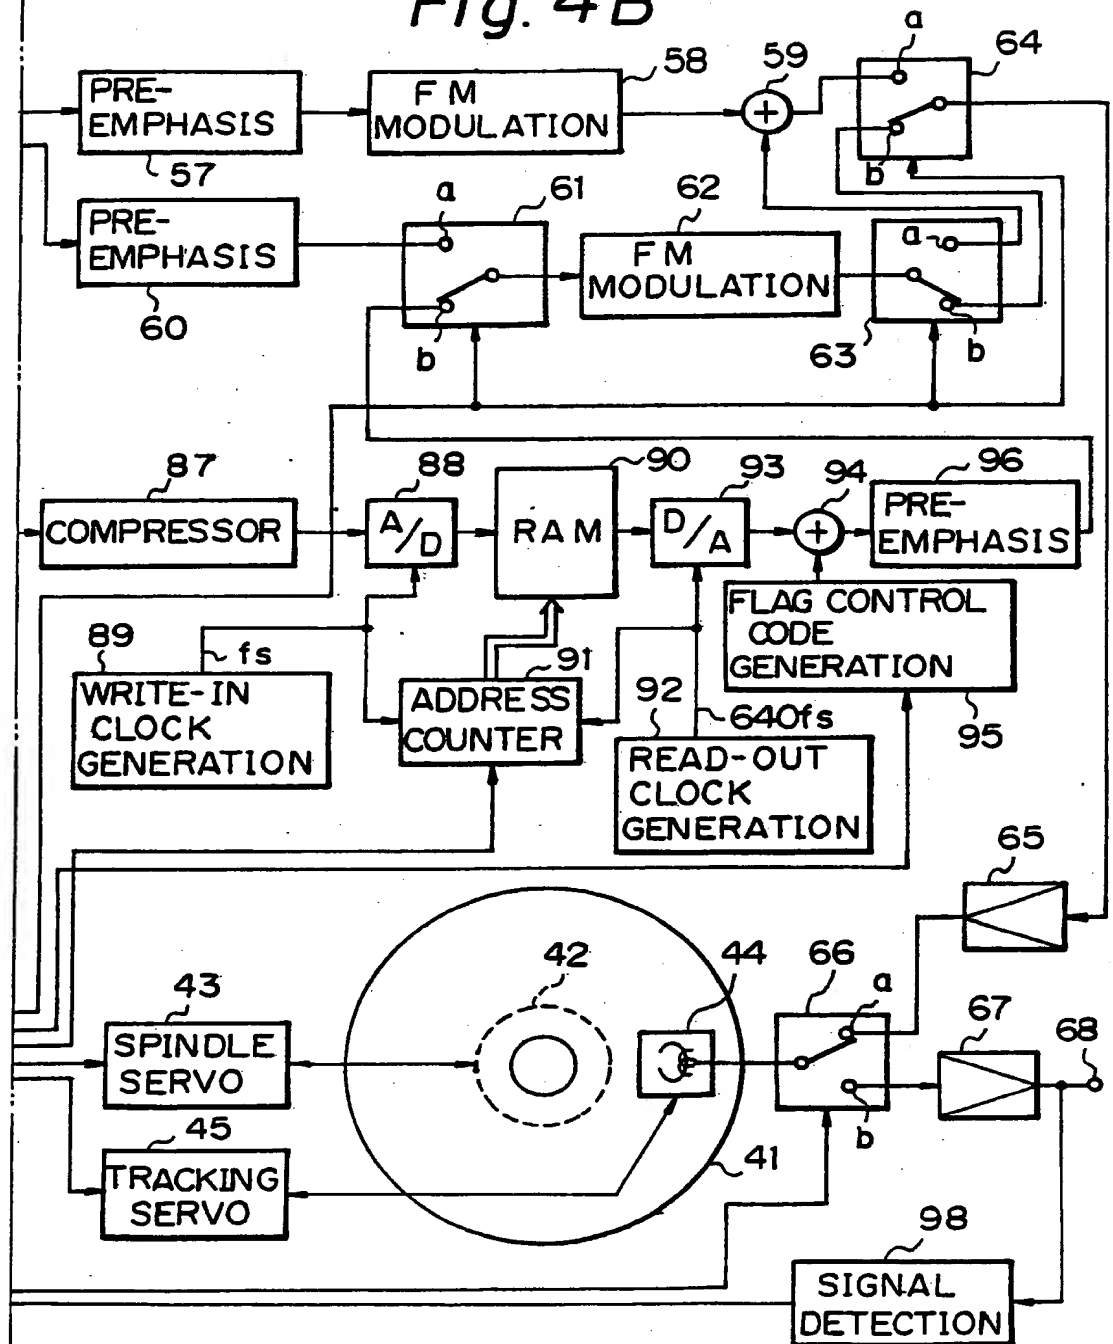 Fig. 4B
a
64
59
58
PRE-
EMPHASIS
FM
MODULATION
+
b
57
a
61
62
PRE-
EMPHASIS
FM
MODULATION
a
60
b
63
b
87
88
90
93
94
96
COMPRESSOR
A/D
RAM
D/A
+
PRE-
EMPHASIS
FLAG CONTROL
CODE
GENERATION
89
fs
91
WRITE-IN
CLOCK
GENERATION
ADDRESS
COUNTER
92
640fs
95
READ-OUT
CLOCK
GENERATION
65
42
44
66
a
43
67
68
SPINDLE
SERVO
b
45
41
TRACKING
SERVO
98
SIGNAL
DETECTION